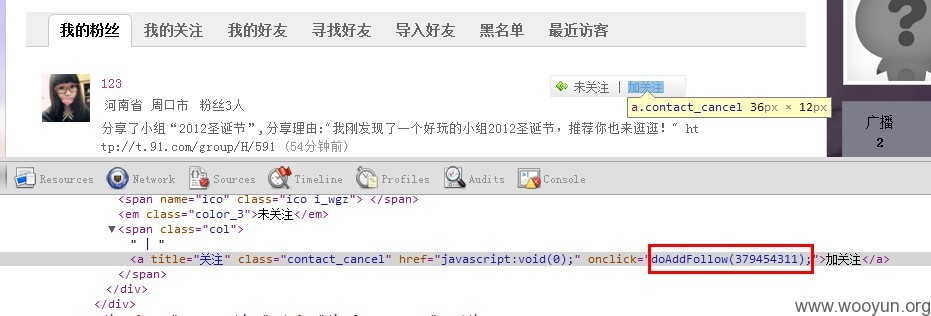 我的粉丝 我的关注 我的好友 寻找好友 导入好友 黑名单 最近访客
123
未关注 | 加关注
河南省 周口市 粉丝3人
a.contact_cancel 36px × 12px
分享了小组“2012圣诞节”,分享理由:"我刚发现了一个好玩的小组2012圣诞节，推荐你也来逛逛！" ht
tp://t.91.com/group/H/591 (54分钟前)
广播
2
Resources Network Sources Timeline Profiles Audits Console
<span name="ico" class="ico i_wgz"> </span>
<em class="color_3">未关注</em>
▼<span class="col">
" | "
<a title="关注" class="contact_cancel" href="javascript:void(0);" onclick="doAddFollow(379454311);">加关注</a>
</span>
</div>
</div>
www.wooyun.org